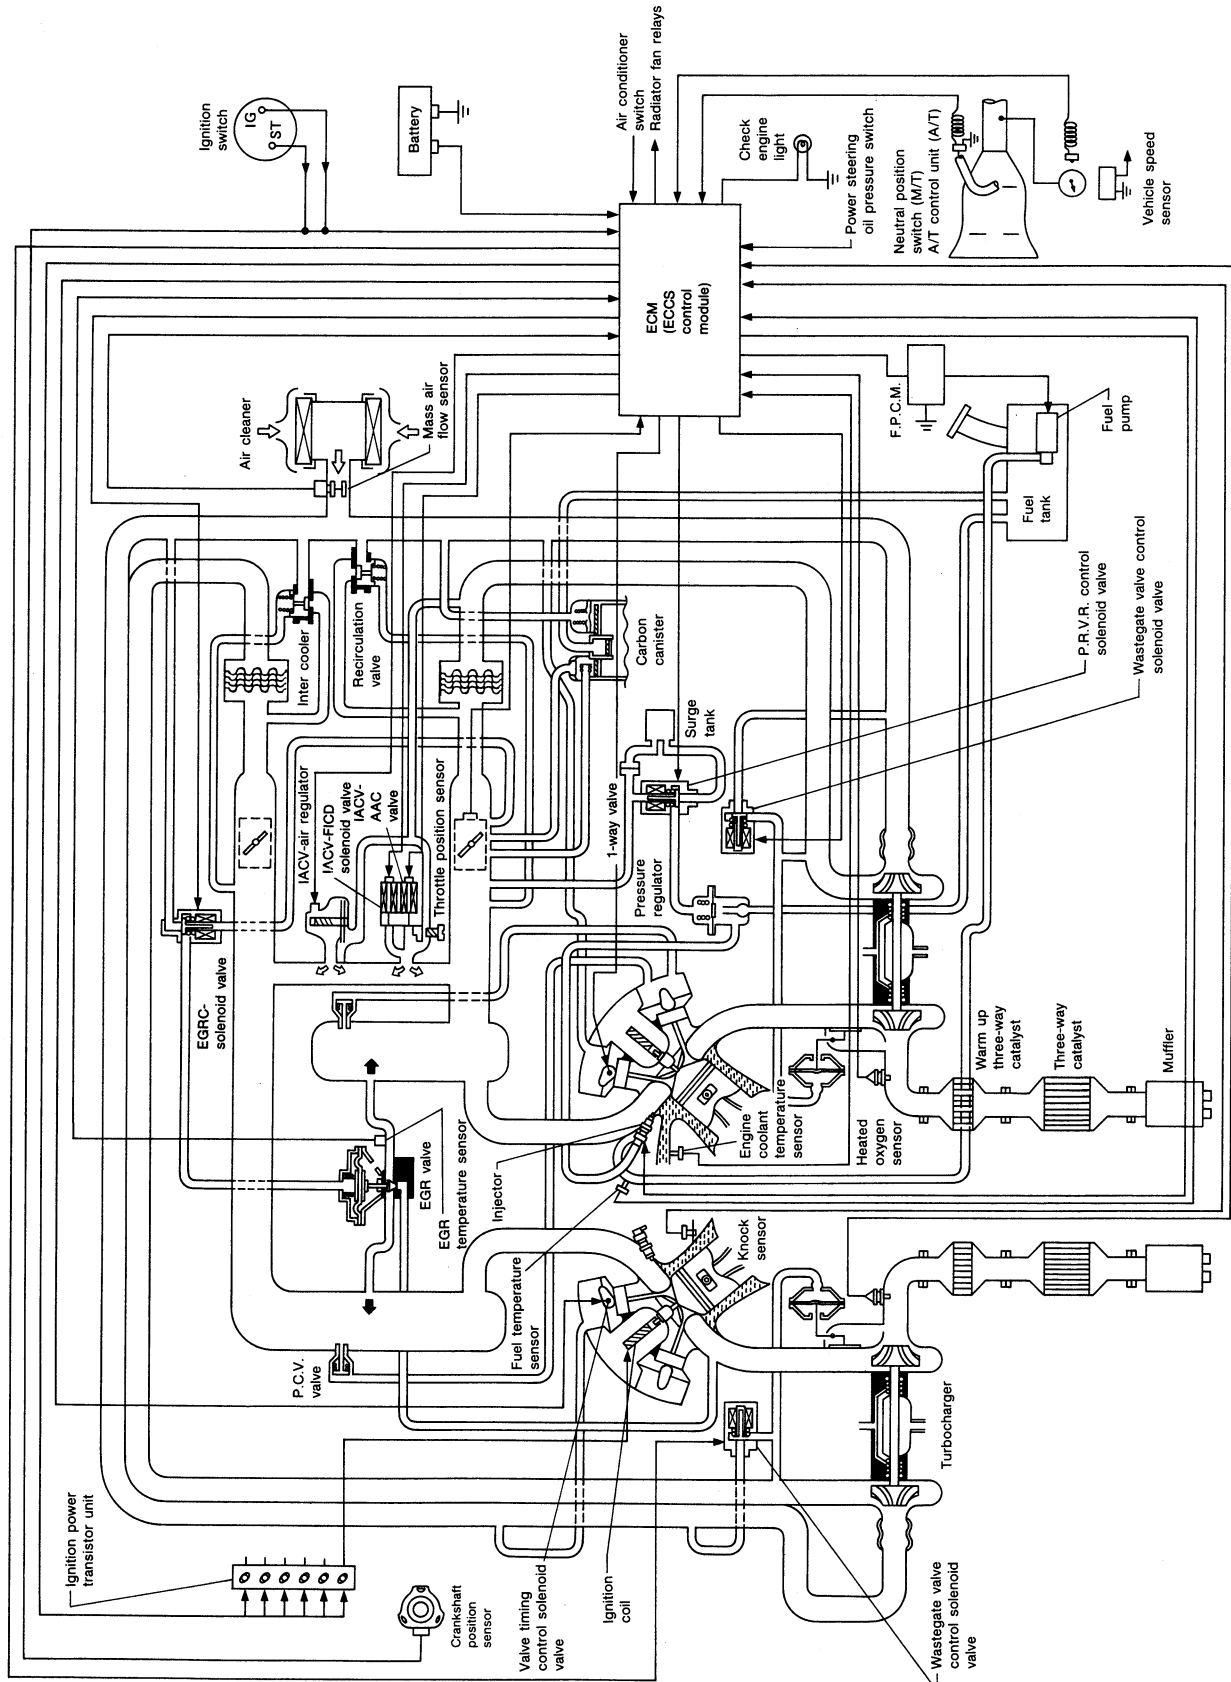 Ignition
switch
IG
ST
Battery
Air conditioner
switch
Radiator fan relays
Check
engine
light
Power steering
oil pressure switch
Neutral position
switch (M/T)
A/T control unit (A/T)
Vehicle speed
sensor
ECM
(ECCS
control
module)
Air cleaner
Mass air
flow sensor
F.P.C.M.
Fuel
pump
Fuel
tank
Inter cooler
Recirculation
valve
Carbon
canister
Surge
tank
P.R.V.R. control
solenoid valve
Wastegate valve control
solenoid valve
IACV-air regulator
IACV-FICD
solenoid valve
IACV-
AAC
valve
Throttle position sensor
1-way valve
Pressure
regulator
EGRC-
solenoid valve
EGR valve
EGR
temperature sensor
Injector
Engine
coolant
temperature
sensor
Heated
oxygen
sensor
Warm up
three-way
catalyst
Three-way
catalyst
Muffler
Fuel temperature
sensor
Knock
sensor
P.C.V.
valve
Turbocharger
Ignition power
transistor unit
Crankshaft
position
sensor
Valve timing
control solenoid
valve
Ignition
coil
Wastegate valve
control solenoid
valve